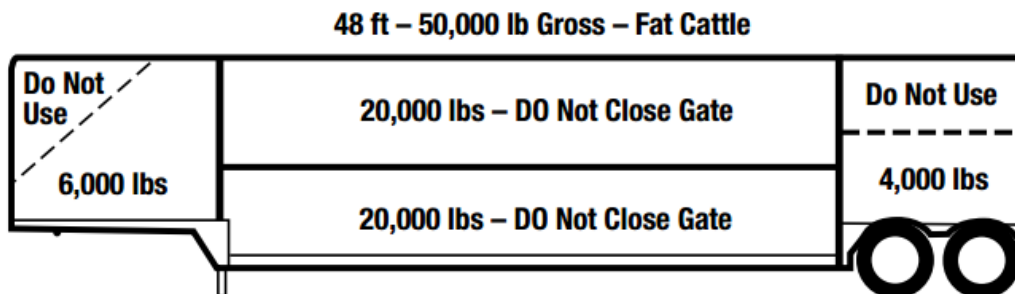 48 ft – 50,000 lb Gross – Fat Cattle
Do Not
Use
20,000 lbs – DO Not Close Gate
Do Not Use
6,000 lbs
20,000 lbs – DO Not Close Gate
4,000 lbs